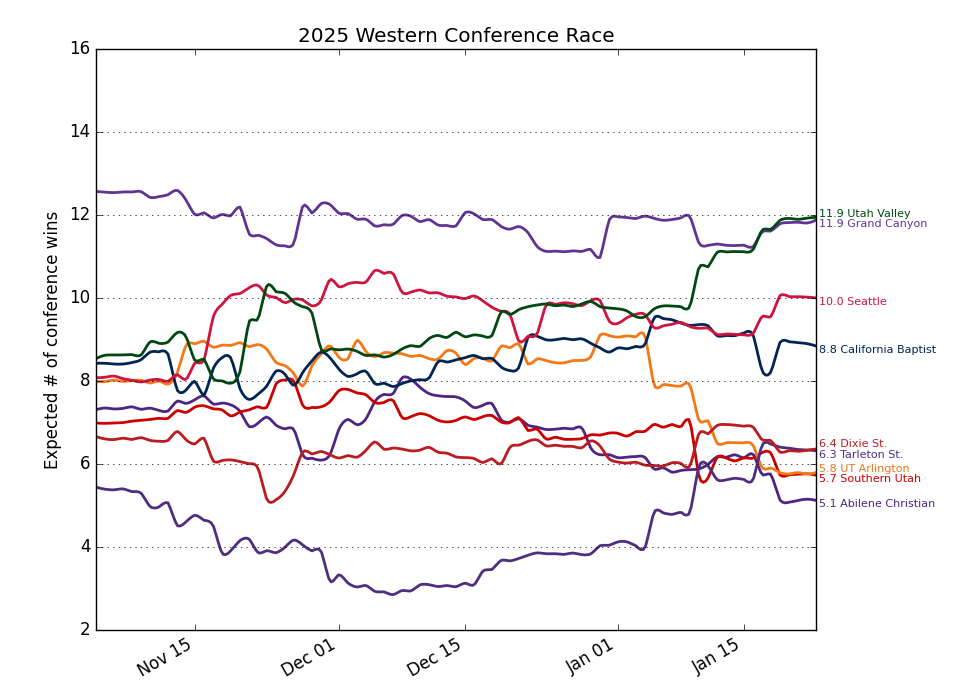 2025 Western Conference Race
Expected # of conference wins
16
14
12
10
8
6
4
2
Nov 15
Dec 01
Dec 15
Jan 01
Jan 15
11.9 Utah Valley
11.9 Grand Canyon
10.0 Seattle
8.8 California Baptist
6.4 Dixie St.
6.3 Tarleton St.
5.8 UT Arlington
5.7 Southern Utah
5.1 Abilene Christian